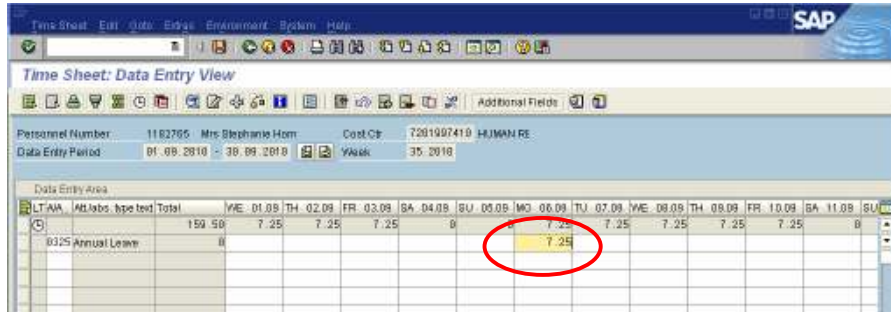 Time Sheet Edit Goto Extras Environment System Help
SAP
Time Sheet: Data Entry View
Additional Fields
Personnel Number 1182765 Mrs Stephanie Horn Cost Ctr 7201997410 HUMAN RE
Data Entry Period 01.09.2010 - 30.09.2010 Week 35.2010
Data Entry Area
LT A/A Att./abs. type text Total WE 01.09 TH 02.09 FR 03.09 SA 04.09 SU 05.09 MO 06.09 TU 07.09 WE 08.09 TH 09.09 FR 10.09 SA 11.09 SU
159.50 7.25 7.25 7.25 0 0 7.25 7.25 7.25 7.25 7.25 0
0325 Annual Leave 0 7.25